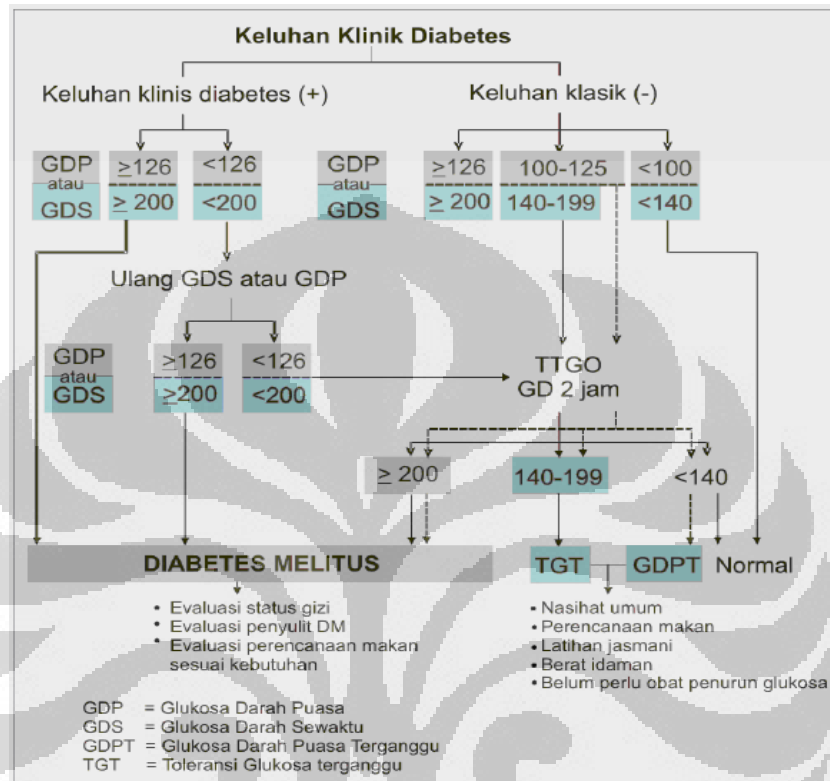 Keluhan Klinik Diabetes
Keluhan klinis diabetes (+)
Keluhan klasik (-)
GDP
atau
GDS
≥126
<126
≥ 200
<200
GDP
atau
GDS
≥126
100-125
<100
≥ 200
140-199
<140
Ulang GDS atau GDP
GDP
atau
GDS
≥126
<126
≥200
<200
TTGO
GD 2 jam
≥ 200
140-199
<140
DIABETES MELITUS
TGT
GDPT
Normal
• Evaluasi status gizi
• Evaluasi penyulit DM
• Evaluasi perencanaan makan
sesuai kebutuhan
• Nasihat umum
• Perencanaan makan
• Latihan jasmani
• Berat idaman
• Belum perlu obat penurun glukosa
GDP = Glukosa Darah Puasa
GDS = Glukosa Darah Sewaktu
GDPT = Glukosa Darah Puasa Terganggu
TGT = Toleransi Glukosa terganggu